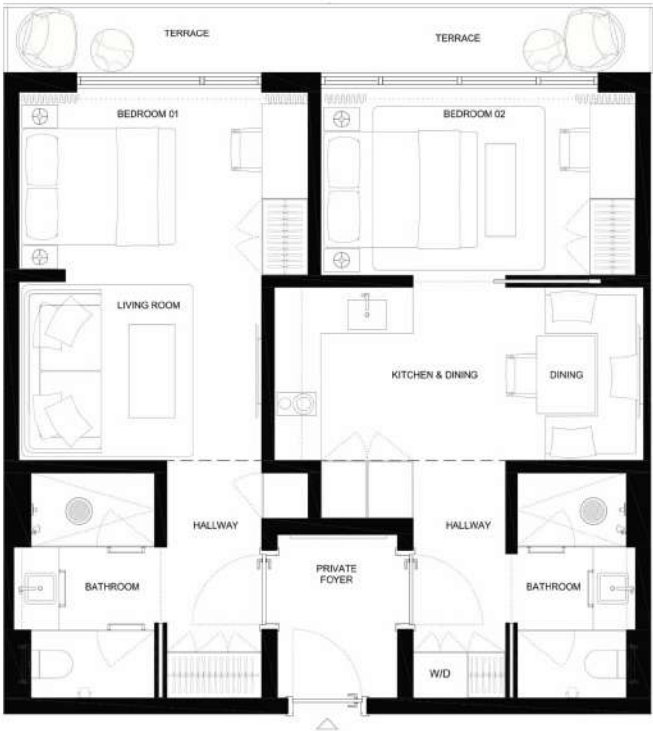 TERRACE
TERRACE
BEDROOM 01
BEDROOM 02
LIVING ROOM
KITCHEN & DINING
DINING
HALLWAY
HALLWAY
PRIVATE
FOYER
BATHROOM
BATHROOM
W/D